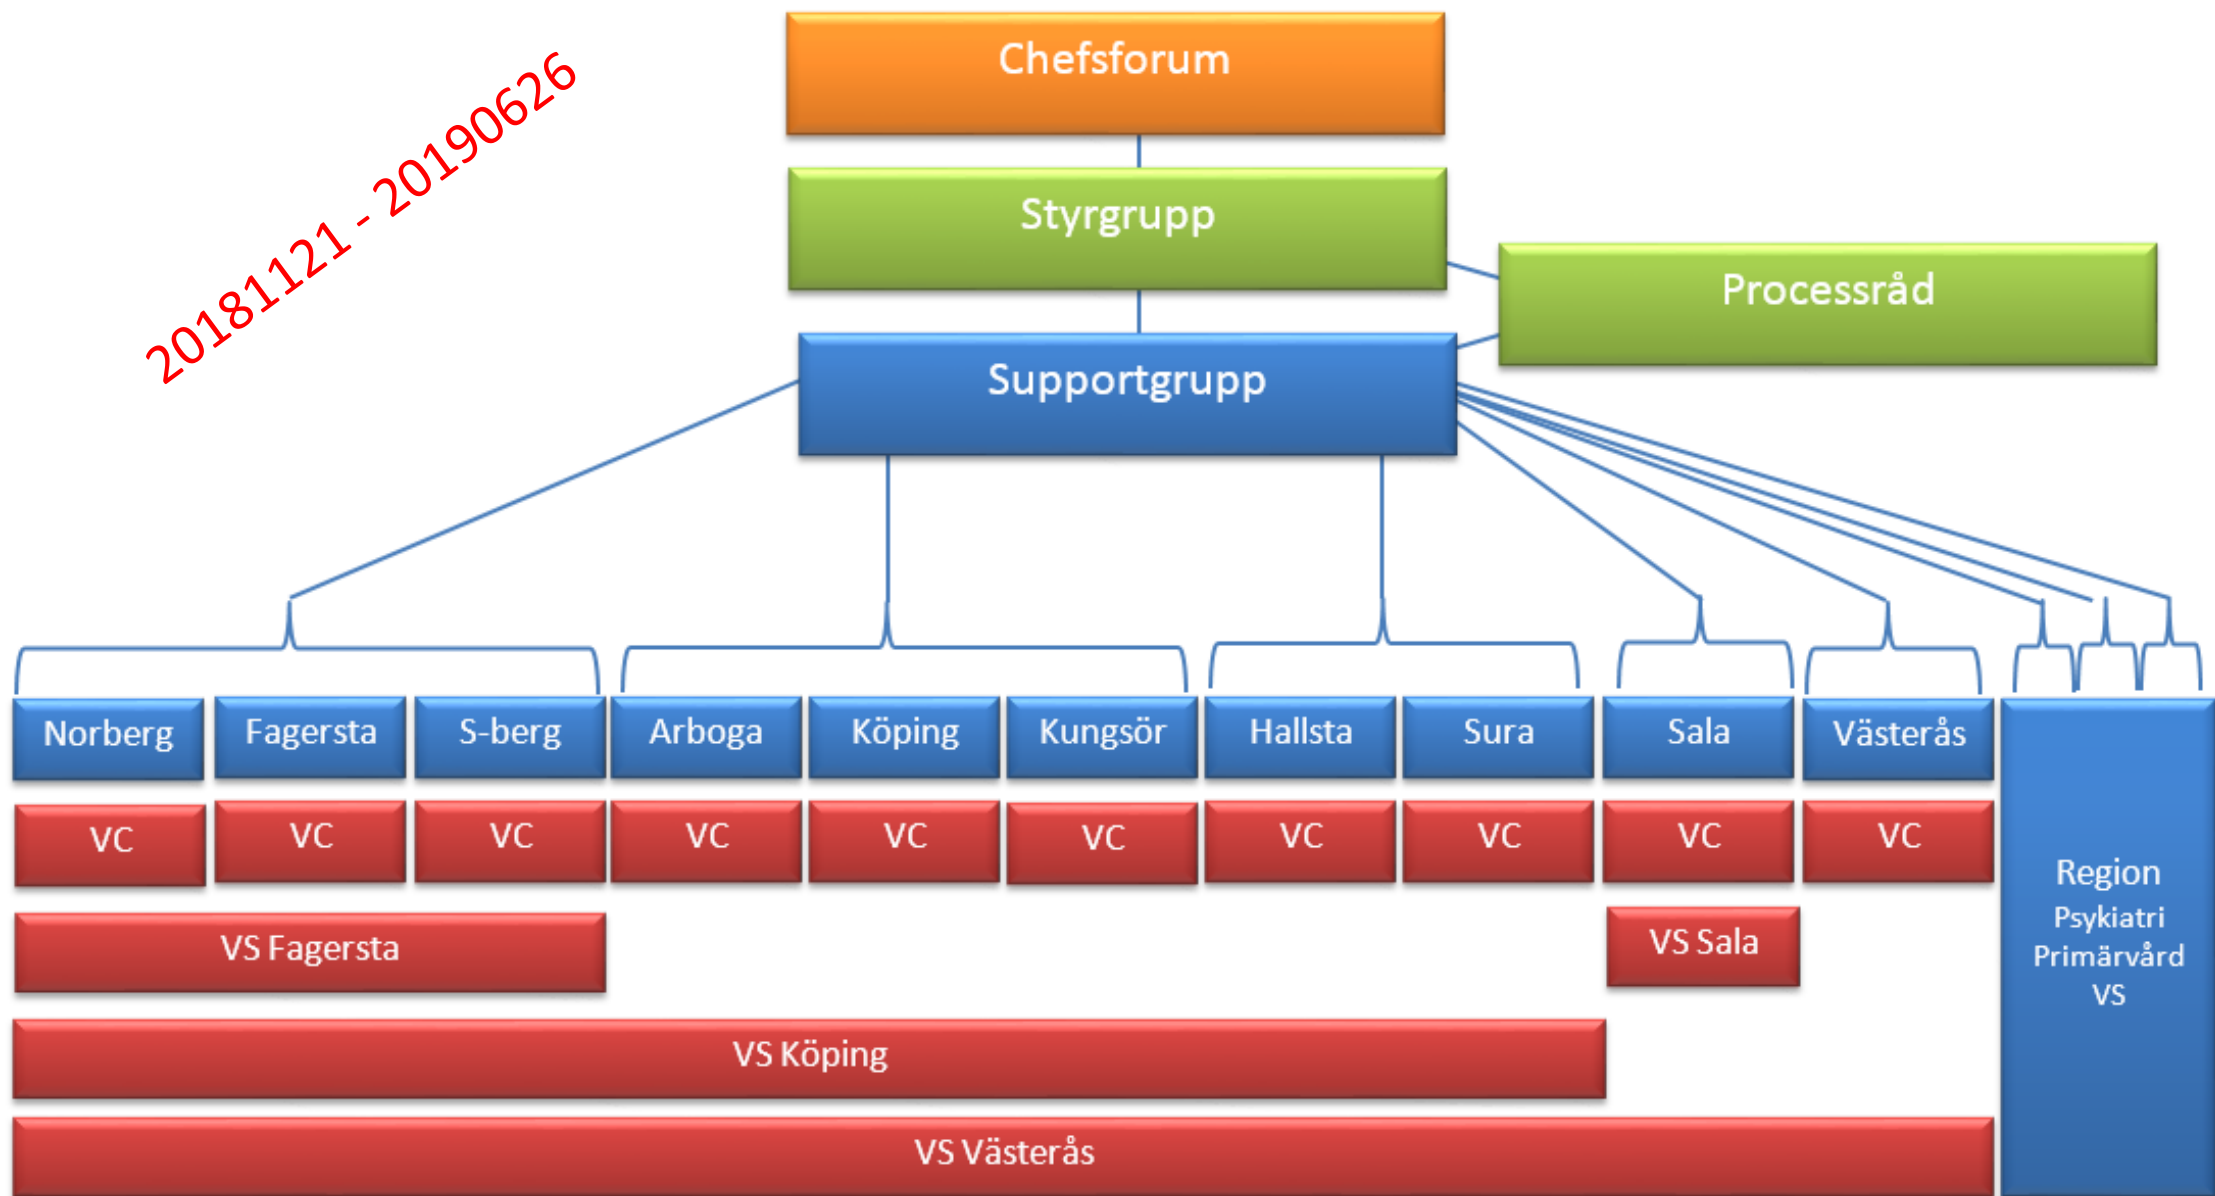 Chefsforum
20181121 - 20190626
Styrgrupp
Processråd
Supportgrupp
Norberg
Fagersta
S-berg
Arboga
Köping
Kungsör
Hallsta
Sura
Sala
Västerås
VC
VC
VC
VC
VC
VC
VC
VC
VC
VC
Region
Psykiatri
Primärvård
VS
VS Fagersta
VS Sala
VS Köping
VS Västerås